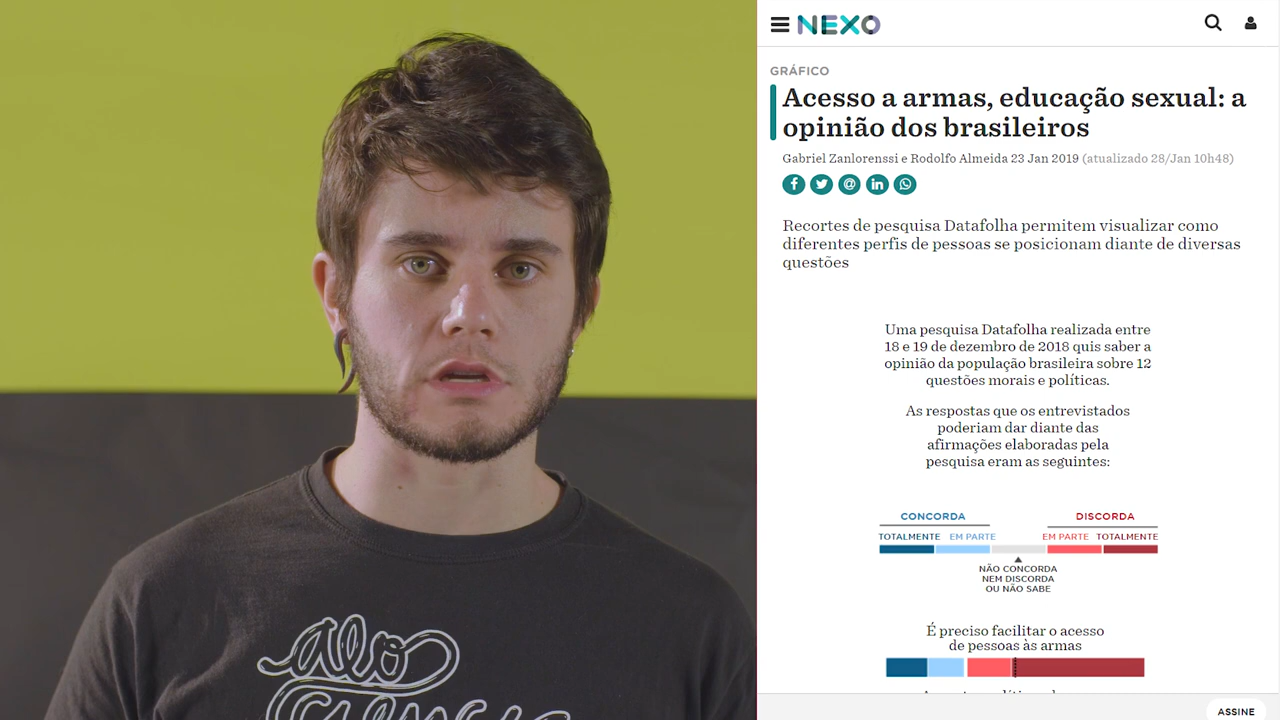 alo
CIÊNCIA
NEXO
GRÁFICO
Acesso a armas, educação sexual: a
opinião dos brasileiros
Gabriel Zanlorenssi e Rodolfo Almeida 23 Jan 2019 (atualizado 28/Jan 10h48)
Recortes de pesquisa Datafolha permitem visualizar como
diferentes perfis de pessoas se posicionam diante de diversas
questões
Uma pesquisa Datafolha realizada entre
18 e 19 de dezembro de 2018 quis saber a
opinião da população brasileira sobre 12
questões morais e políticas.
As respostas que os entrevistados
poderiam dar diante das
afirmações elaboradas pela
pesquisa eram as seguintes:
CONCORDA DISCORDA
TOTALMENTE EM PARTE EM PARTE TOTALMENTE
NÃO CONCORDA
NEM DISCORDA
OU NÃO SABE
É preciso facilitar o acesso
de pessoas às armas
ASSINE